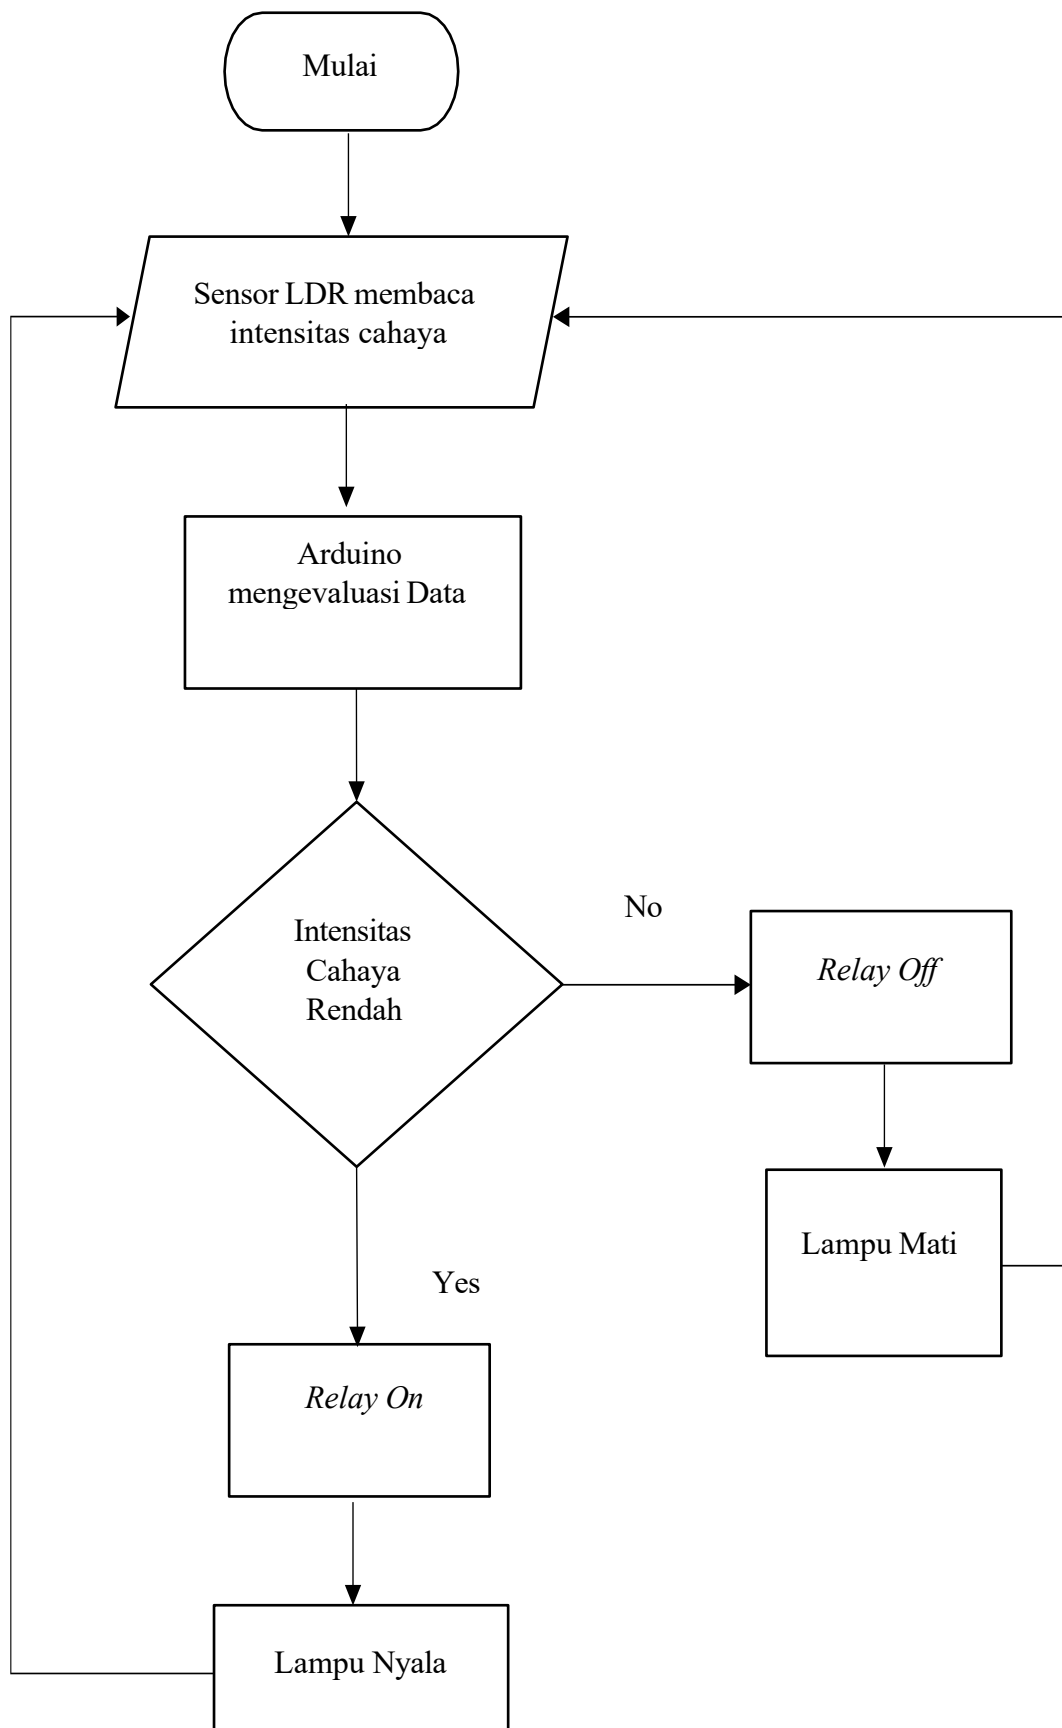 Mulai
Sensor LDR membaca
intensitas cahaya
Arduino
mengevaluasi Data
Intensitas
Cahaya
Rendah
No
Relay Off
Lampu Mati
Yes
Relay On
Lampu Nyala